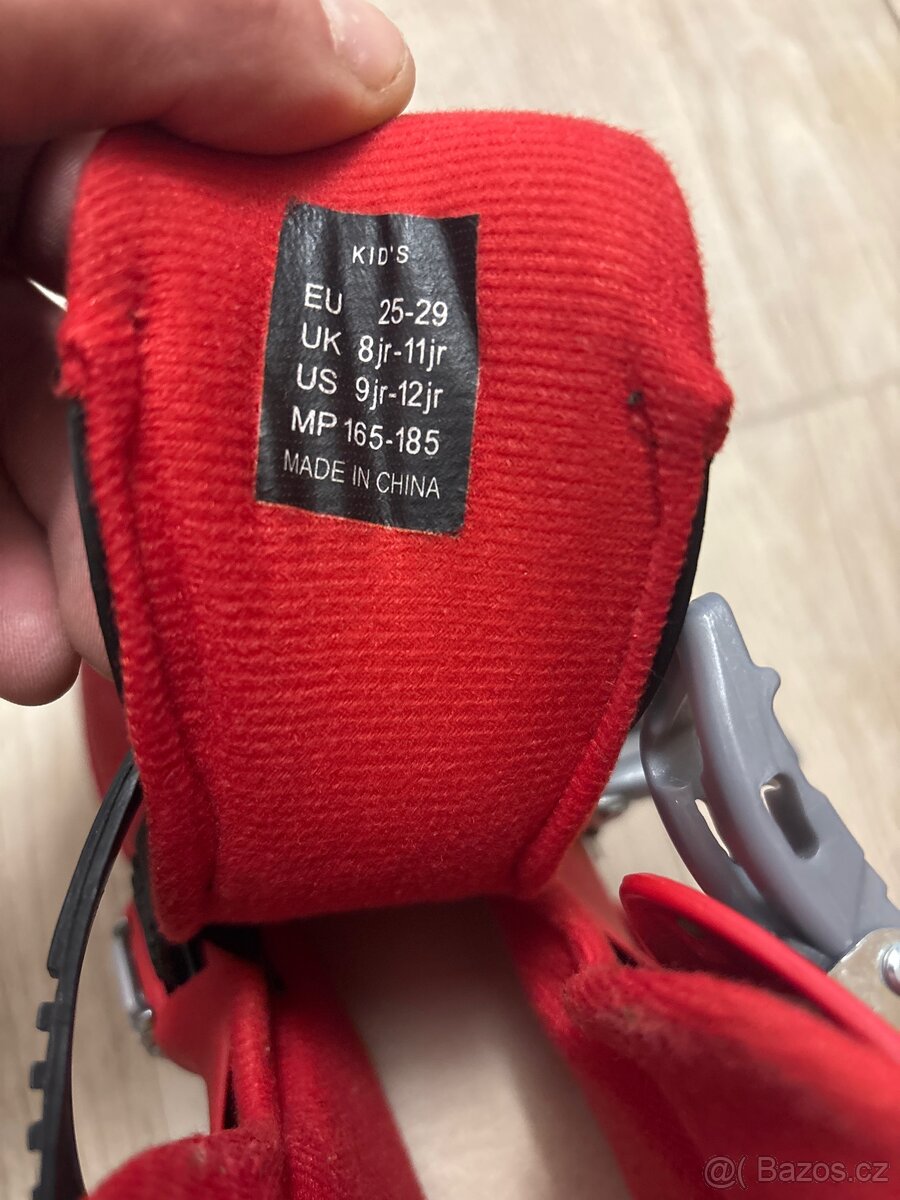 KID'S
EU 25-29
UK 8jr-11jr
US 9jr-12jr
MP 165-185
MADE IN CHINA
@( Bazos.cz